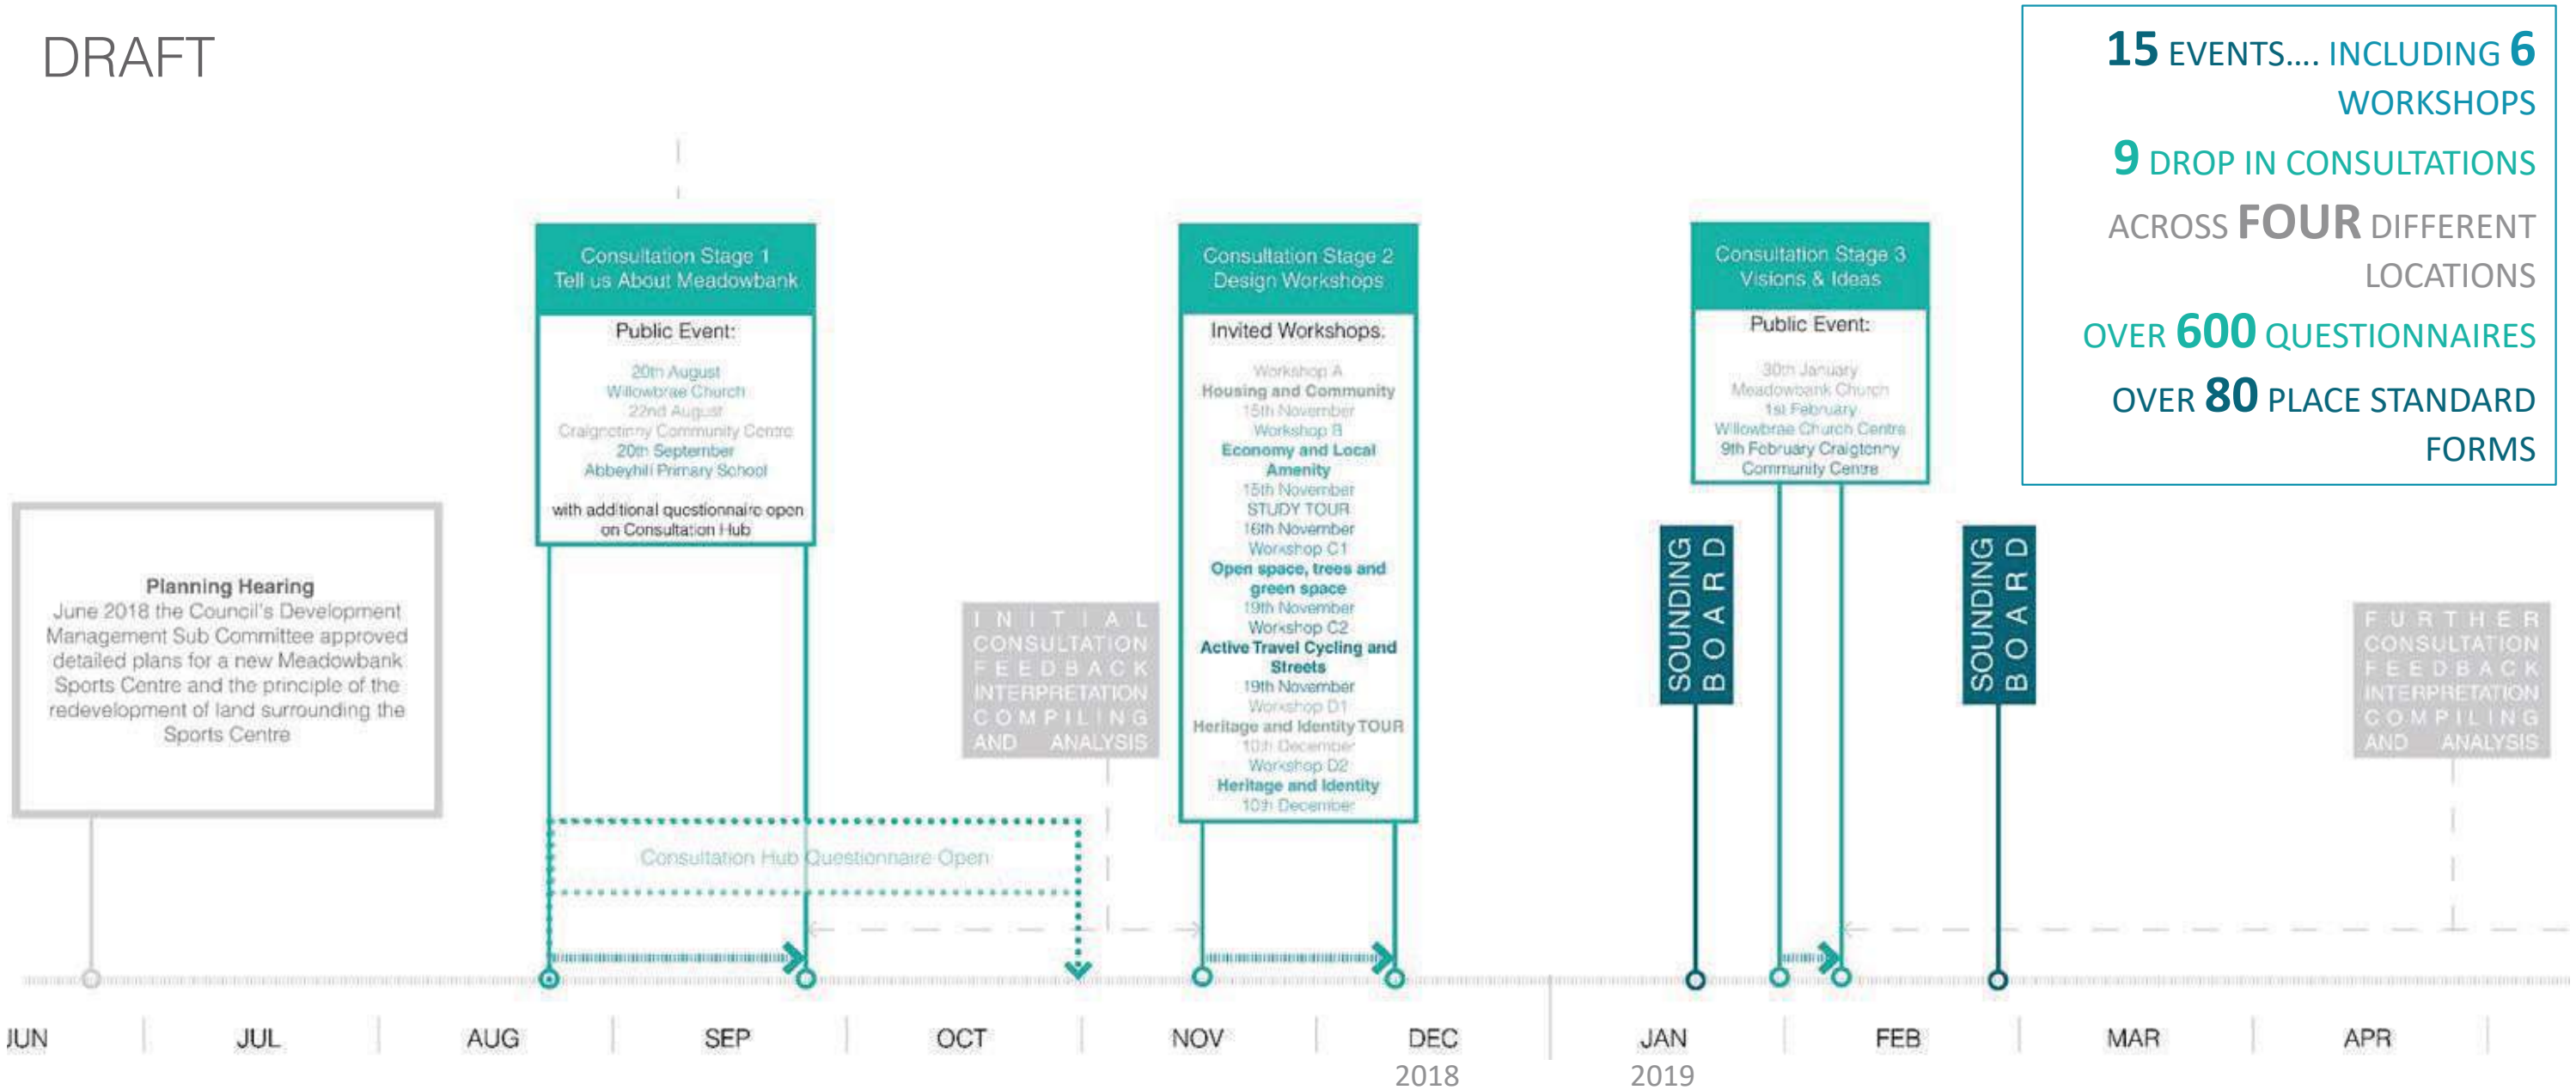 DRAFT
15 EVENTS.... INCLUDING 6
WORKSHOPS
9 DROP IN CONSULTATIONS
ACROSS FOUR DIFFERENT
LOCATIONS
OVER 600 QUESTIONNAIRES
OVER 80 PLACE STANDARD
FORMS
Planning Hearing
June 2018 the Council's Development
Management Sub Committee approved
detailed plans for a new Meadowbank
Sports Centre and the principle of the
redevelopment of land surrounding the
Sports Centre
Consultation Stage 1
Tell us About Meadowbank
Public Event:
20th August
Willowbrae Church
22nd August
Craigentinny Community Centre
20th September
Abbeyhill Primary School
with additional questionnaire open
on Consultation Hub
Consultation Hub Questionnaire Open
INITIAL
CONSULTATION
FEEDBACK
INTERPRETATION
COMPILING
AND ANALYSIS
Consultation Stage 2
Design Workshops
Invited Workshops.
Workshop A
Housing and Community
15th November
Workshop B
Economy and Local
Amenity
15th November
STUDY TOUR
16th November
Workshop C1
Open space, trees and
green space
19th November
Workshop C2
Active Travel Cycling and
Streets
19th November
Workshop D1
Heritage and Identity TOUR
10th December
Workshop D2
Heritage and Identity
10th December
Consultation Stage 3
Visions & Ideas
Public Event:
30th January
Meadowbank Church
1st February
Willowbrae Church Centre
9th February Craigtenny
Community Centre
SOUNDING
BOARD
SOUNDING
BOARD
FURTHER
CONSULTATION
FEEDBACK
INTERPRETATION
COMPILING
AND ANALYSIS
JUN JUL AUG SEP OCT NOV DEC JAN FEB MAR APR
2018 2019